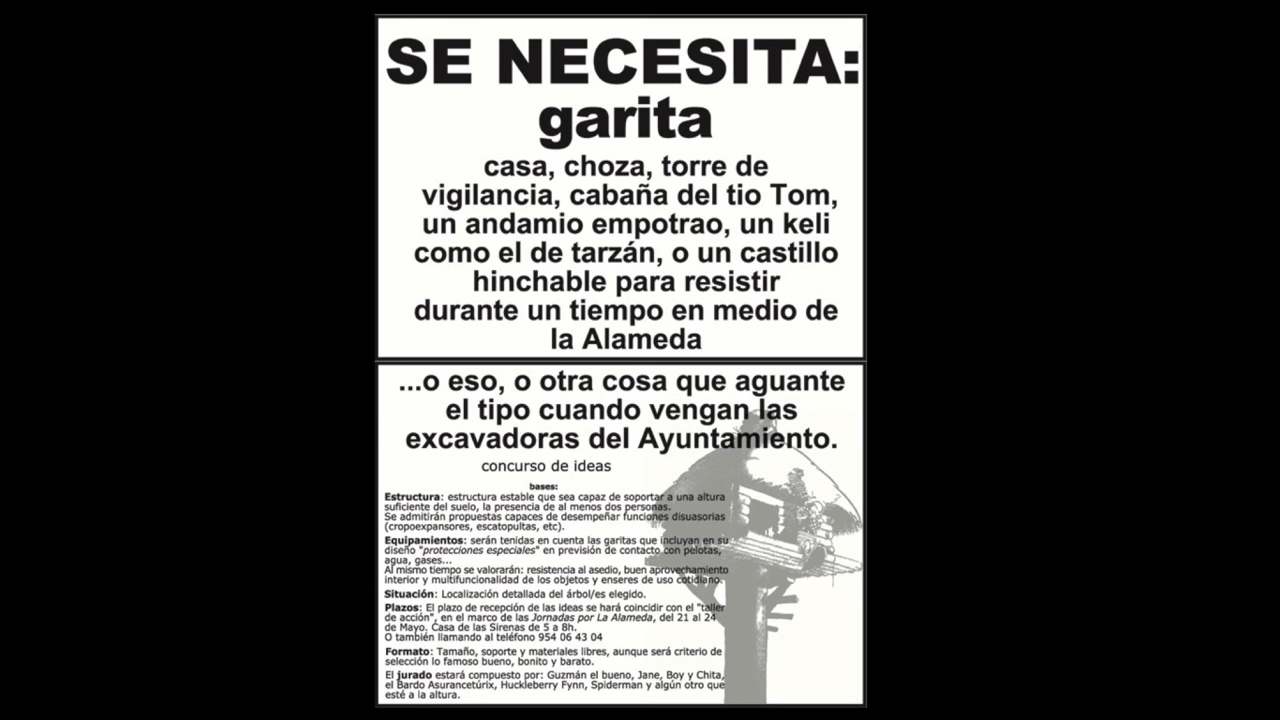 SE NECESITA:
garita
casa, choza, torre de
vigilancia, cabaña del tio Tom,
un andamio empotrao, un keli
como el de tarzán, o un castillo
hinchable para resistir
durante un tiempo en medio de
la Alameda
...o eso, o otra cosa que aguante
el tipo cuando vengan las
excavadoras del Ayuntamiento.
concurso de ideas
bases:
Estructura: estructura estable que sea capaz de soportar a una altura
suficiente del suelo, la presencia de al menos dos personas.
Se admitirán propuestas capaces de desempeñar funciones disuasorias
(cropoexpansores, escatopultas, etc).
Equipamientos: serán tenidas en cuenta las garitas que incluyan en su
diseño "protecciones especiales" en previsión de contacto con pelotas,
agua, gases...
Al mismo tiempo se valorarán: resistencia al asedio, buen aprovechamiento
interior y multifuncionalidad de los objetos y enseres de uso cotidiano.
Situación: Localización detallada del árbol/es elegido.
Plazos: El plazo de recepción de las ideas se hará coincidir con el "taller
de acción", en el marco de las Jornadas por La Alameda, del 21 al 24
de Mayo. Casa de las Sirenas de 5 a 8h.
O también llamando al teléfono 954 06 43 04
Formato: Tamaño, soporte y materiales libres, aunque será criterio de
selección lo famoso bueno, bonito y barato.
El jurado estará compuesto por: Guzmán el bueno, Jane, Boy y Chita,
el Bardo Asurancetúrix, Huckleberry Fynn, Spiderman y algún otro que
esté a la altura.